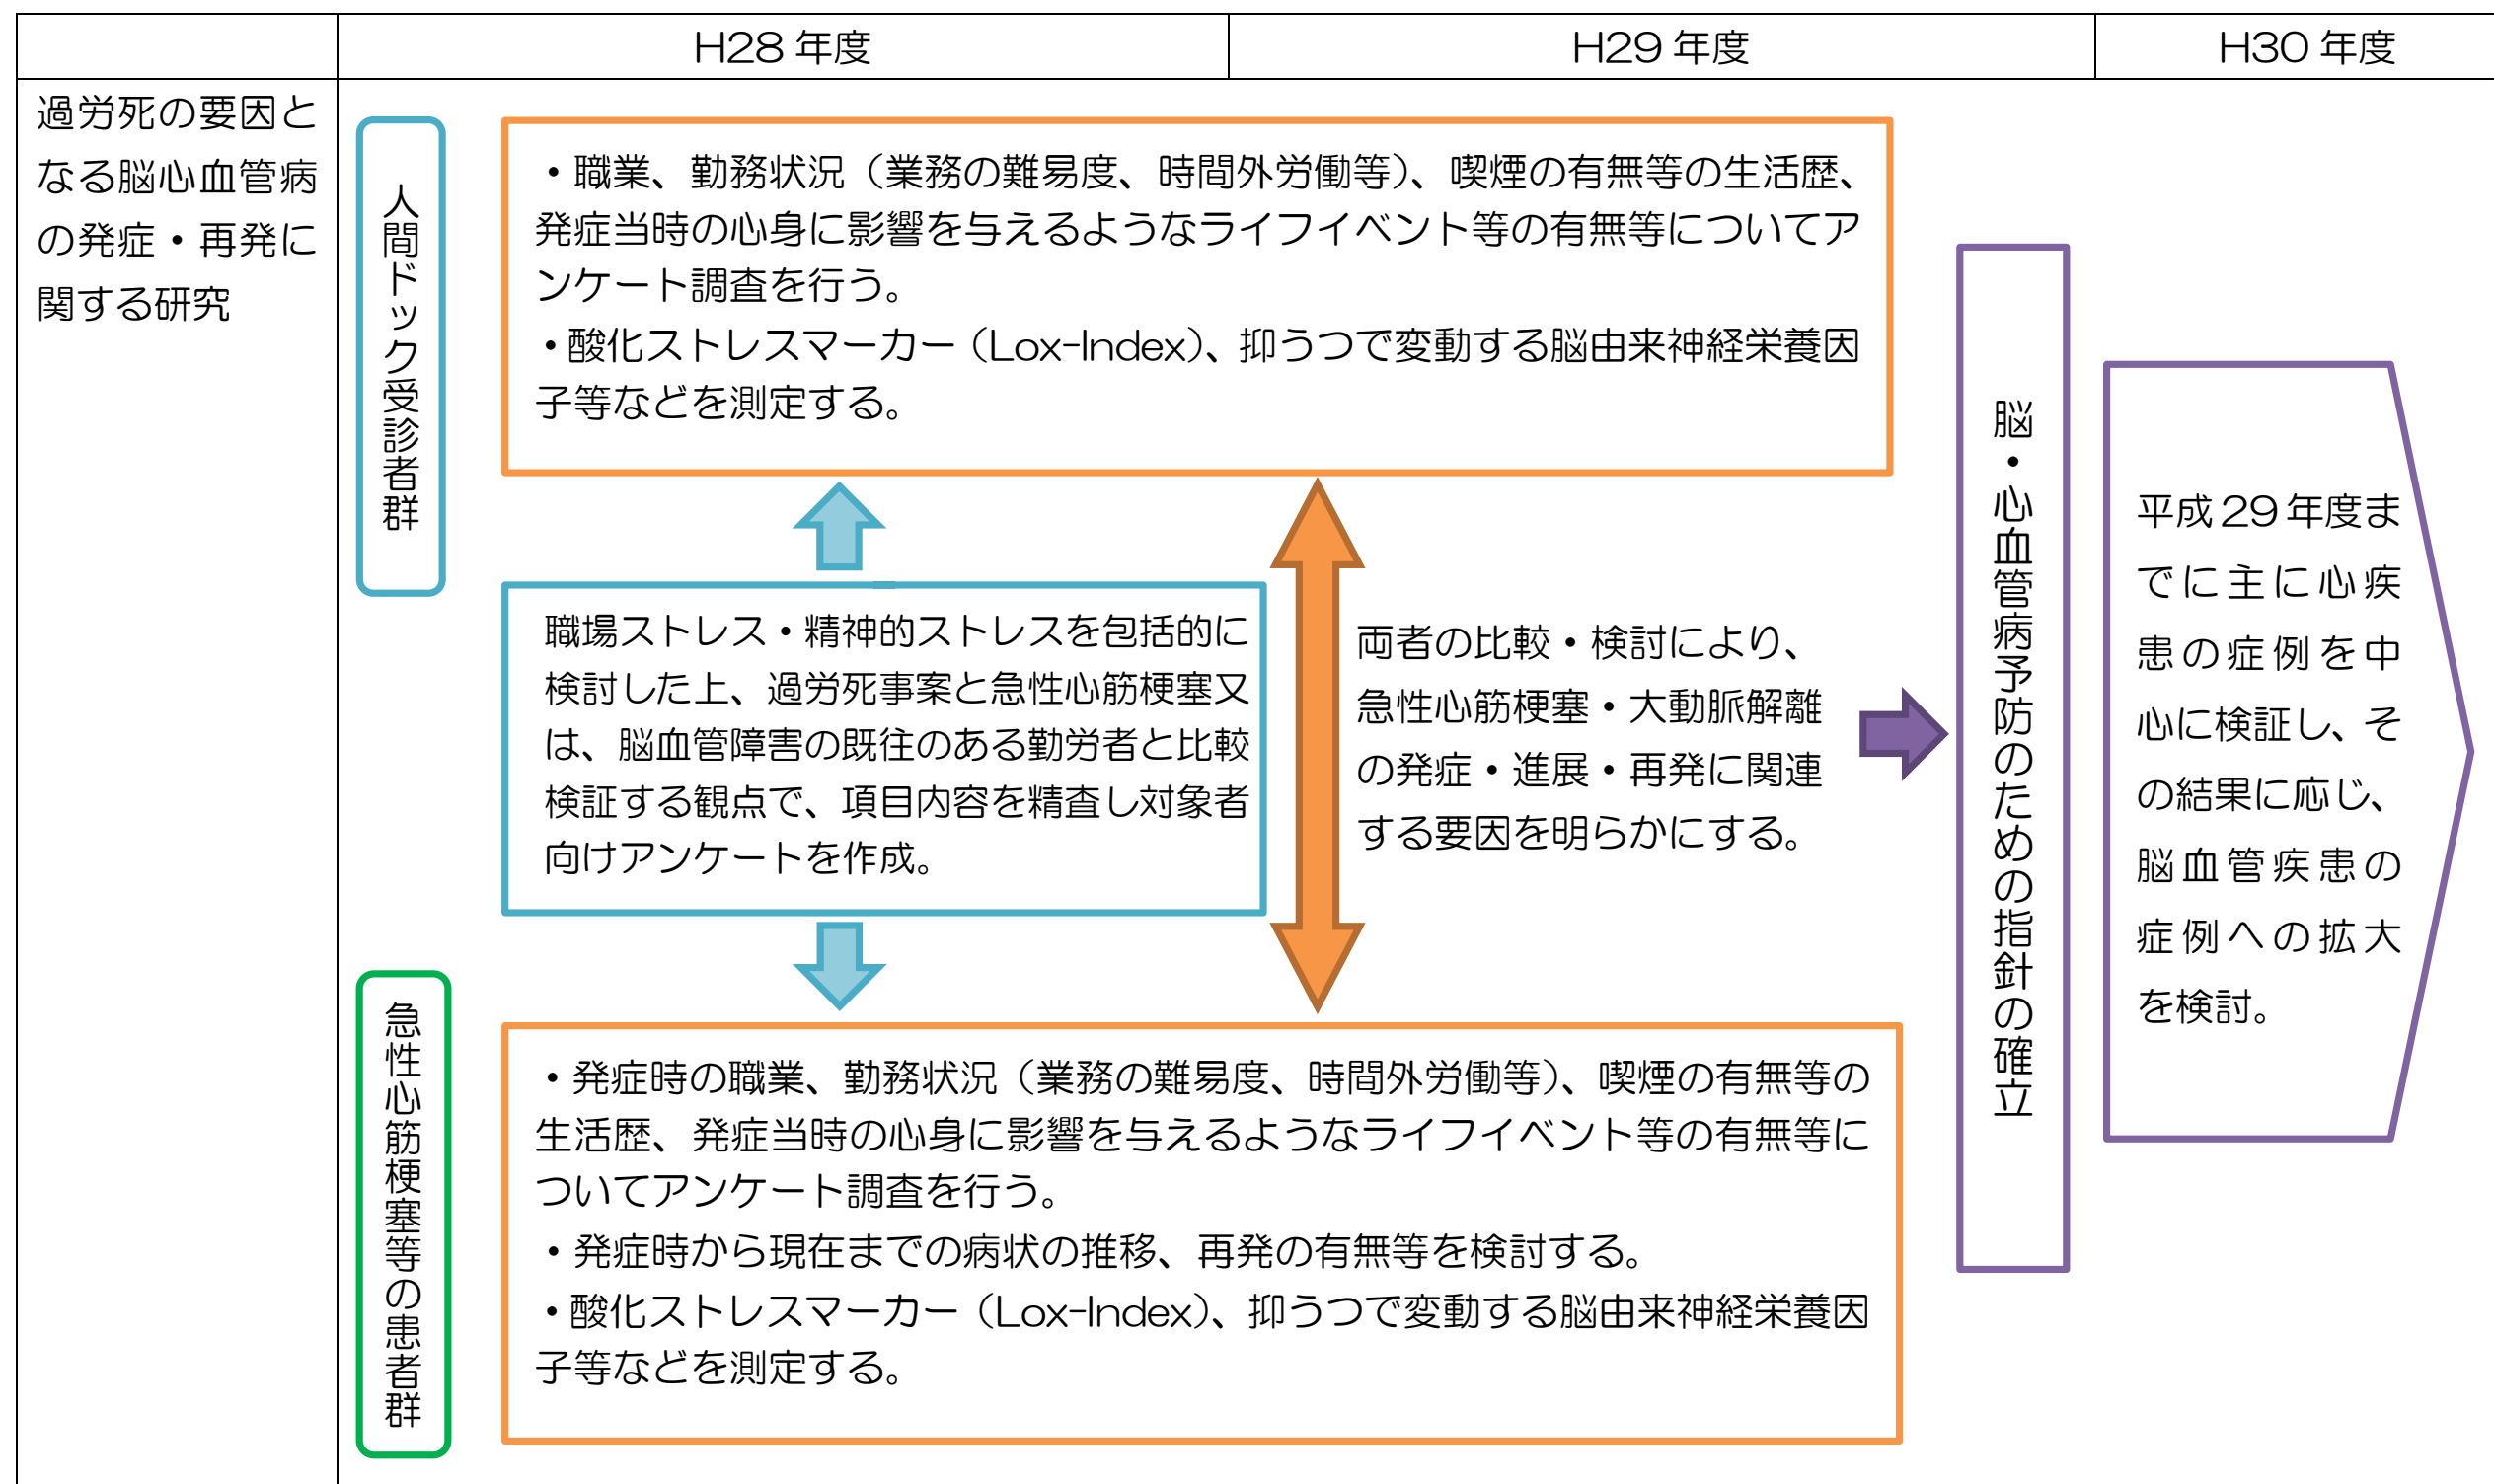 H28 年度
H29 年度
H30 年度
過労死の要因と
なる脳心血管病
の発症・再発に
関する研究
人間ドック受診者群
・職業、勤務状況（業務の難易度、時間外労働等）、喫煙の有無等の生活歴、
発症当時の心身に影響を与えるようなライフイベント等の有無等についてア
ンケート調査を行う。
・酸化ストレスマーカー（Lox-Index）、抑うつで変動する脳由来神経栄養因
子等などを測定する。
職場ストレス・精神的ストレスを包括的に
検討した上、過労死事案と急性心筋梗塞又
は、脳血管障害の既往のある勤労者と比較
検証する観点で、項目内容を精査し対象者
向けアンケートを作成。
両者の比較・検討により、
急性心筋梗塞・大動脈解離
の発症・進展・再発に関連
する要因を明らかにする。
急性心筋梗塞等の患者群
・発症時の職業、勤務状況（業務の難易度、時間外労働等）、喫煙の有無等の
生活歴、発症当時の心身に影響を与えるようなライフイベント等の有無等に
ついてアンケート調査を行う。
・発症時から現在までの病状の推移、再発の有無等を検討する。
・酸化ストレスマーカー（Lox-Index）、抑うつで変動する脳由来神経栄養因
子等などを測定する。
脳・心血管病予防のための指針の確立
平成 29 年度ま
でに主に心疾
患の症例を中
心に検証し、そ
の結果に応じ、
脳血管疾患の
症例への拡大
を検討。